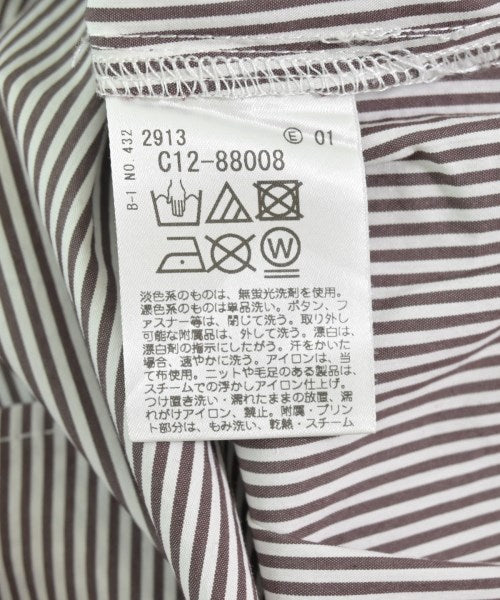 B-1 NO 432
2913 Ⓔ 01
C12-88008
W
淡色系のものは、無蛍光洗剤を使用。
濃色系のものは単品洗い。ボタン、フ
ァスナー等は、閉じて洗う。取り外し
可能な附属品は、外して洗う。漂白は、
漂白剤の指示にしたがう。汗をかいた
場合、速やかに洗う。アイロンは、当
て布使用。ニットや毛足のある製品は、
スチームでの浮かしアイロン仕上げ。
つけ置き洗い・濡れたままの放置、濡
れがけアイロン、禁止。附属・プリン
ト部分は、もみ洗い、乾熱・スチーム